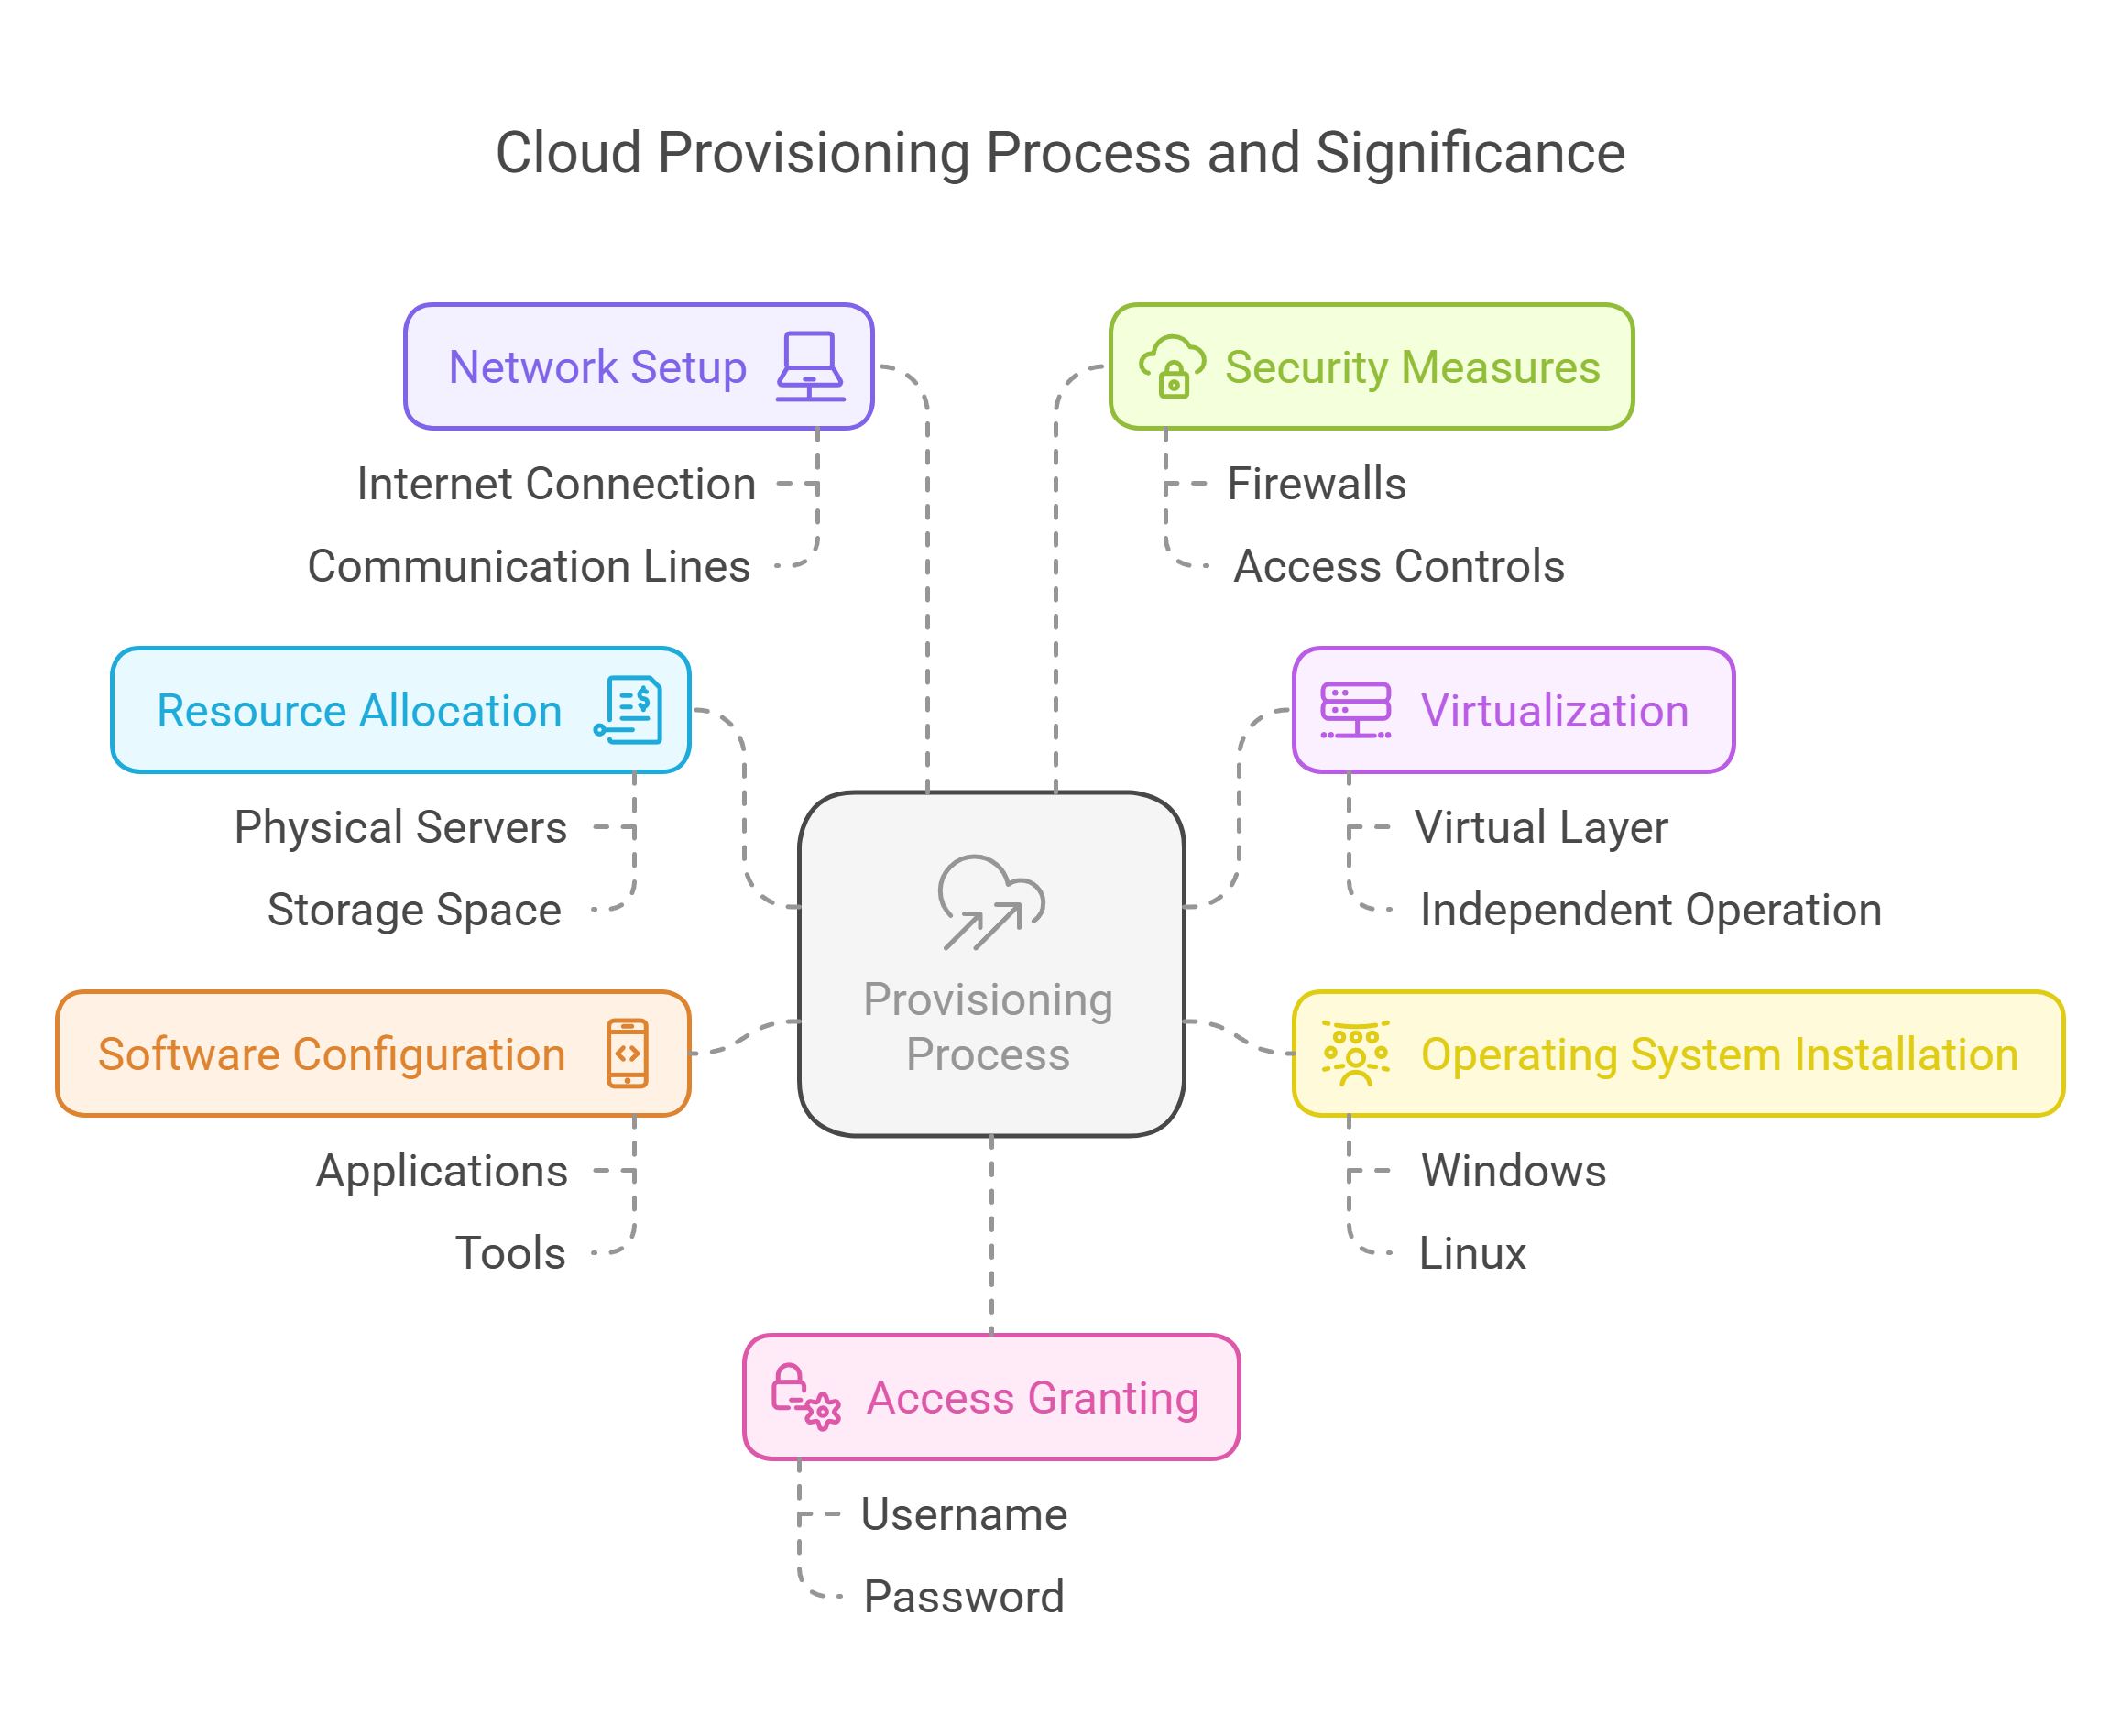 Cloud Provisioning Process and Significance
Network Setup
Internet Connection
Communication Lines
Security Measures
Firewalls
Access Controls
Resource Allocation
Physical Servers
Storage Space
Virtualization
Virtual Layer
Independent Operation
Provisioning
Process
Software Configuration
Applications
Tools
Operating System Installation
Windows
Linux
Access Granting
Username
Password